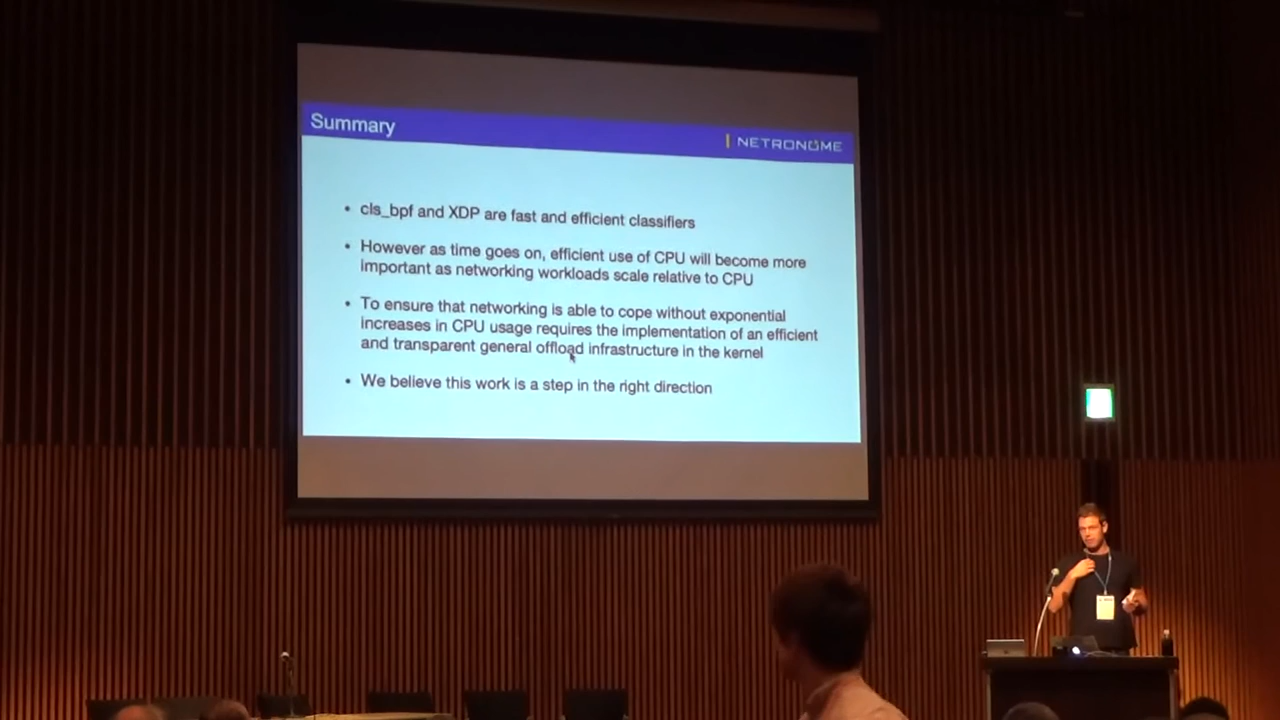 Summary
NETRONOME
• cls_bpf and XDP are fast and efficient classifiers
• However as time goes on, efficient use of CPU will become more
important as networking workloads scale relative to CPU
• To ensure that networking is able to cope without exponential
increases in CPU usage requires the implementation of an efficient
and transparent general offload infrastructure in the kernel
• We believe this work is a step in the right direction